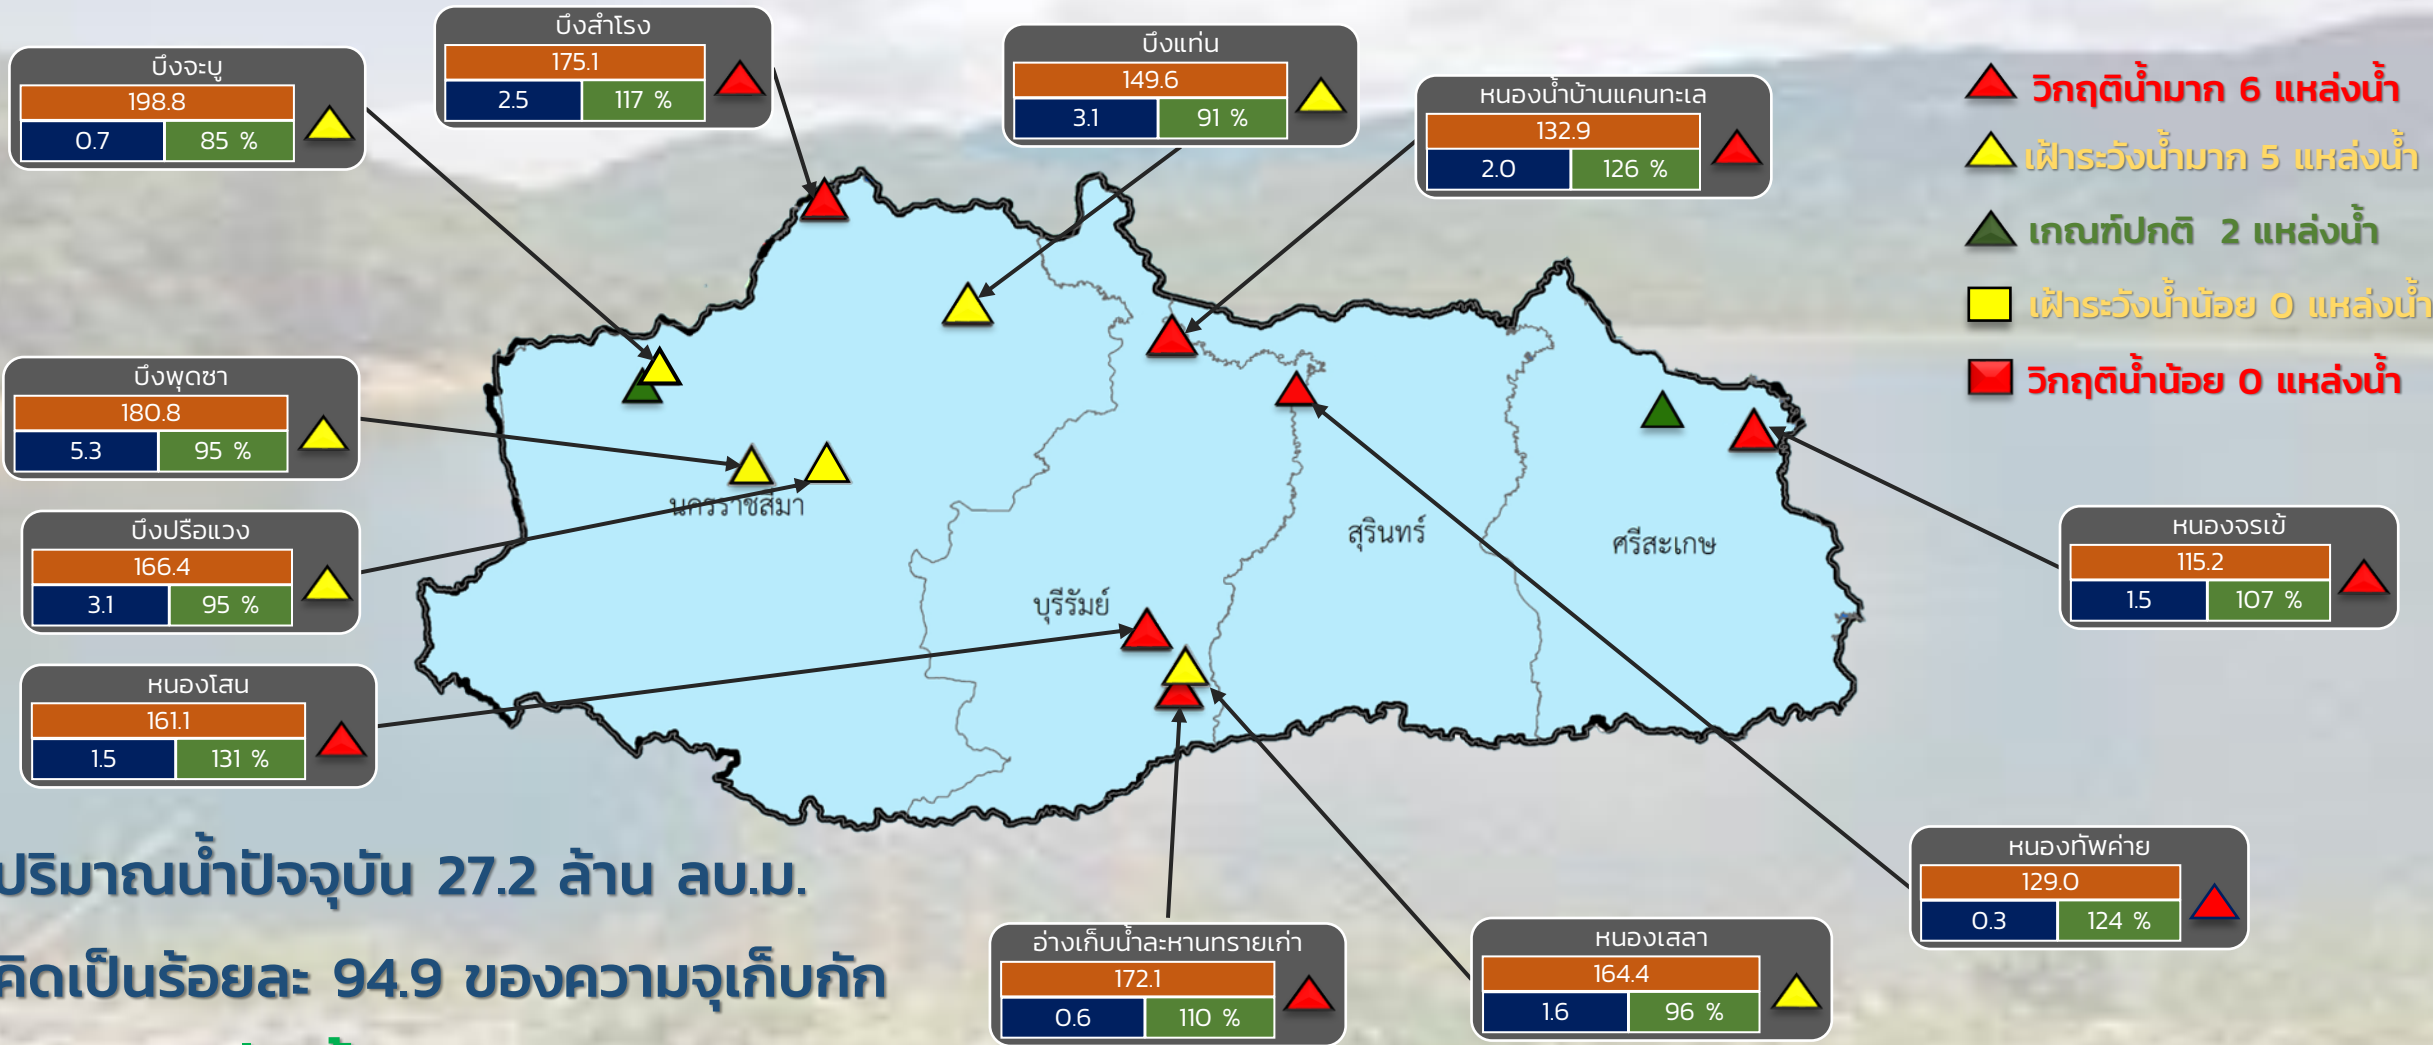 บึงจะบู
198.8
0.7 85 %
บึงสำโรง
175.1
2.5 117 %
บึงแท่น
149.6
3.1 91 %
หนองน้ำบ้านแคนทะเล
132.9
2.0 126 %
วิกฤติน้ำมาก 6 แหล่งน้ำ
เฝ้าระวังน้ำมาก 5 แหล่งน้ำ
เกณฑ์ปกติ 2 แหล่งน้ำ
เฝ้าระวังน้ำน้อย 0 แหล่งน้ำ
วิกฤติน้ำน้อย 0 แหล่งน้ำ
บึงพุดซา
180.8
5.3 95 %
บึงปรือแวง
166.4
3.1 95 %
หนองโสน
161.1
1.5 131 %
นครราชสีมา
บุรีรัมย์
สุรินทร์
ศรีสะเกษ
หนองจรเข้
115.2
1.5 107 %
หนองทัพค่าย
129.0
0.3 124 %
อ่างเก็บน้ำละหานทรายเก่า
172.1
0.6 110 %
หนองเสลา
164.4
1.6 96 %
ปริมาณน้ำปัจจุบัน 27.2 ล้าน ลบ.ม.
คิดเป็นร้อยละ 94.9 ของความจุเก็บกัก